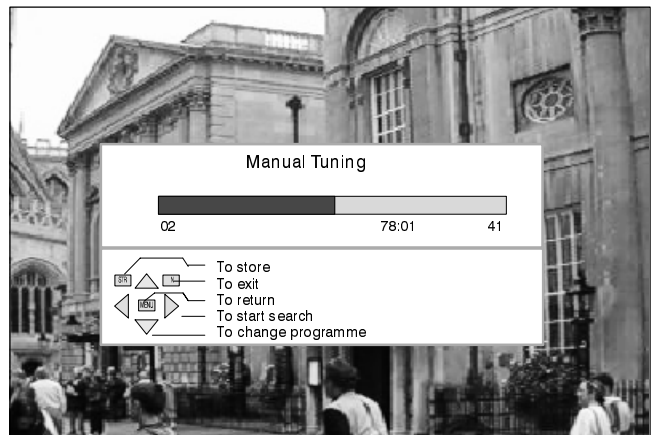 Manual Tuning
02 78:01 41
STR N To store
To exit
MENU To return
To start search
To change programme